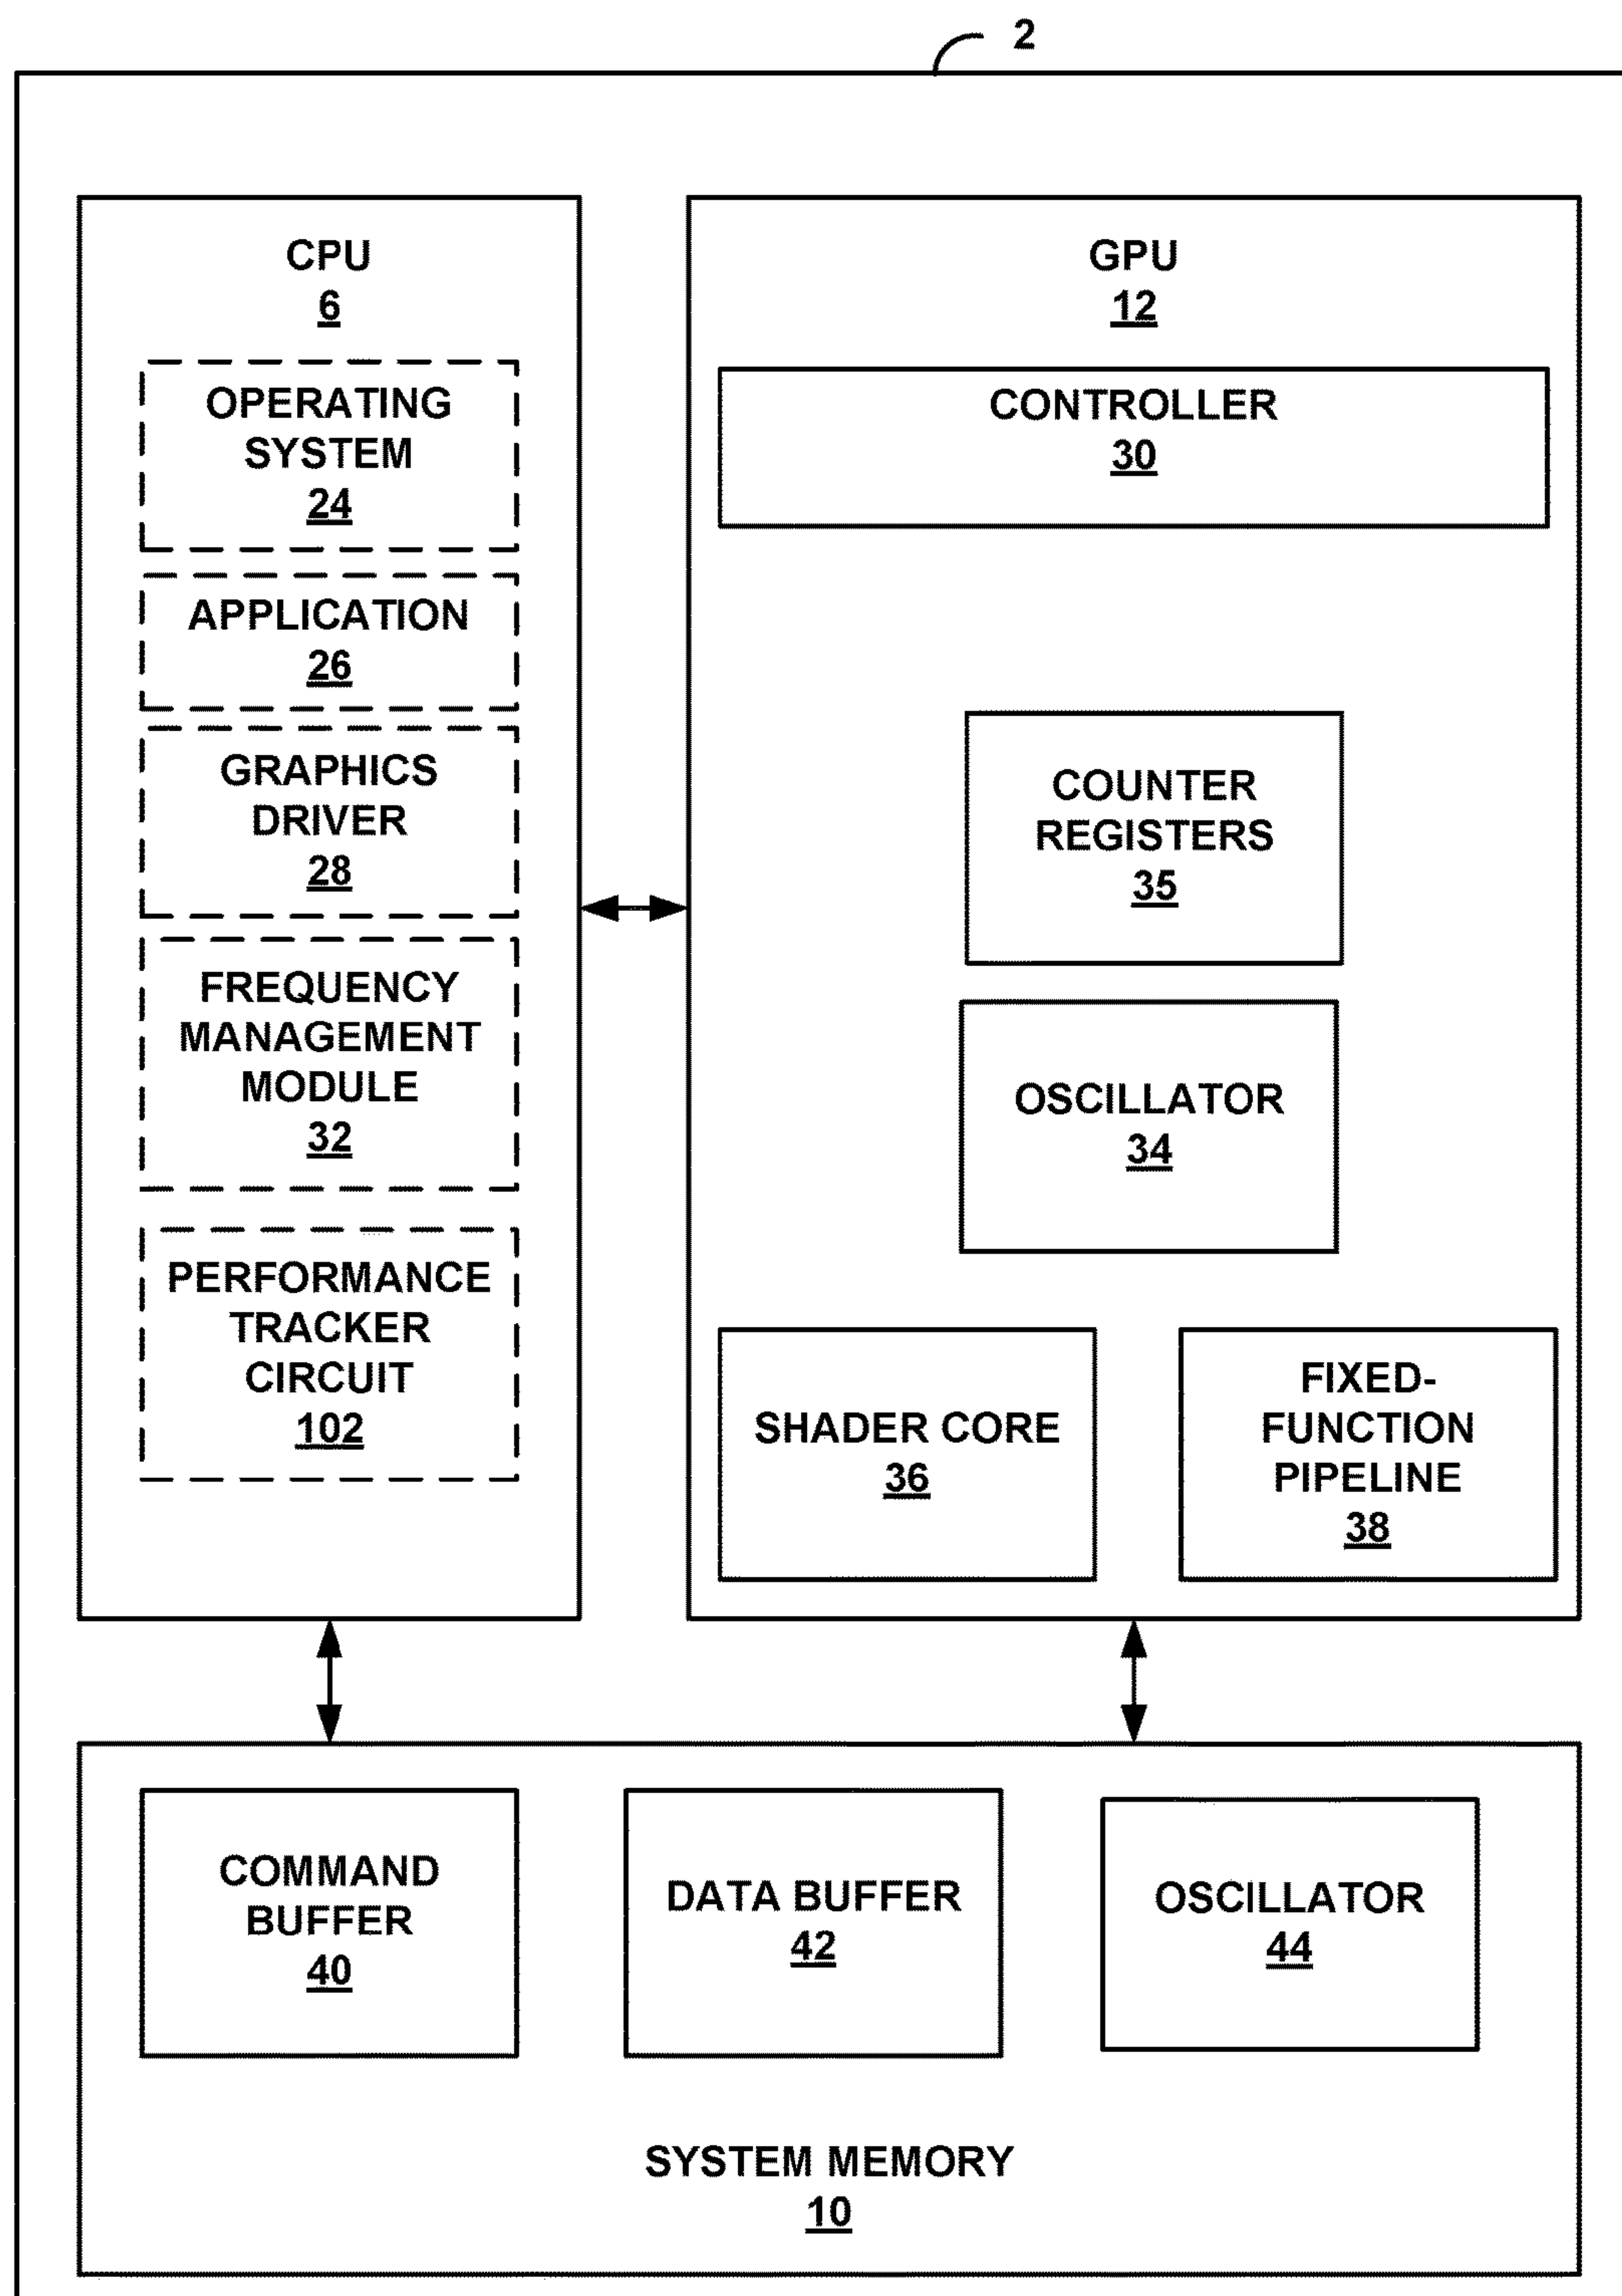 2
CPU
6
OPERATING
SYSTEM
24
APPLICATION
26
GRAPHICS
DRIVER
28
FREQUENCY
MANAGEMENT
MODULE
32
PERFORMANCE
TRACKER
CIRCUIT
102
GPU
12
CONTROLLER
30
COUNTER
REGISTERS
35
OSCILLATOR
34
SHADER CORE
36
FIXED-
FUNCTION
PIPELINE
38
COMMAND
BUFFER
40
DATA BUFFER
42
OSCILLATOR
44
SYSTEM MEMORY
10